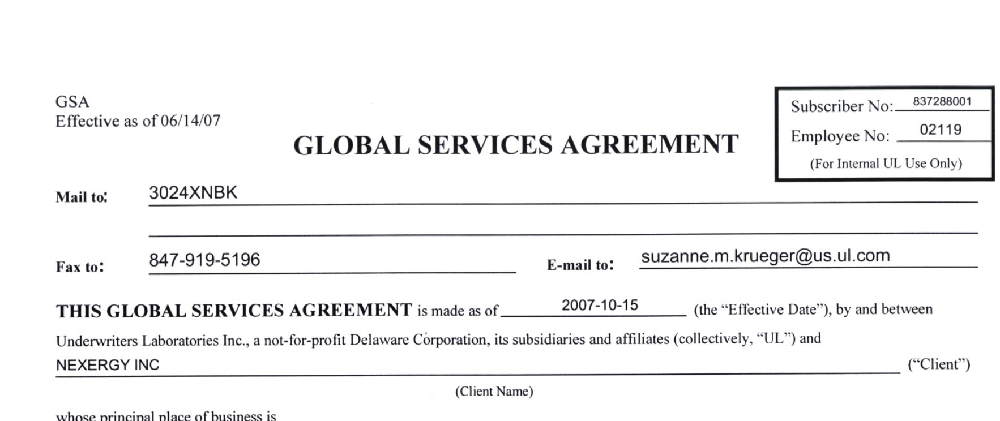 GSA
Effective as of 06/14/07
Subscriber No: 837288001
Employee No: 02119
(For Internal UL Use Only)
GLOBAL SERVICES AGREEMENT
Mail to: 3024XNBK
Fax to: 847-919-5196 E-mail to: suzanne.m.krueger@us.ul.com
THIS GLOBAL SERVICES AGREEMENT is made as of 2007-10-15 (the “Effective Date”), by and between
Underwriters Laboratories Inc., a not-for-profit Delaware Corporation, its subsidiaries and affiliates (collectively, “UL”) and
NEXERGY INC (“Client”)
(Client Name)
whose principal place of business is